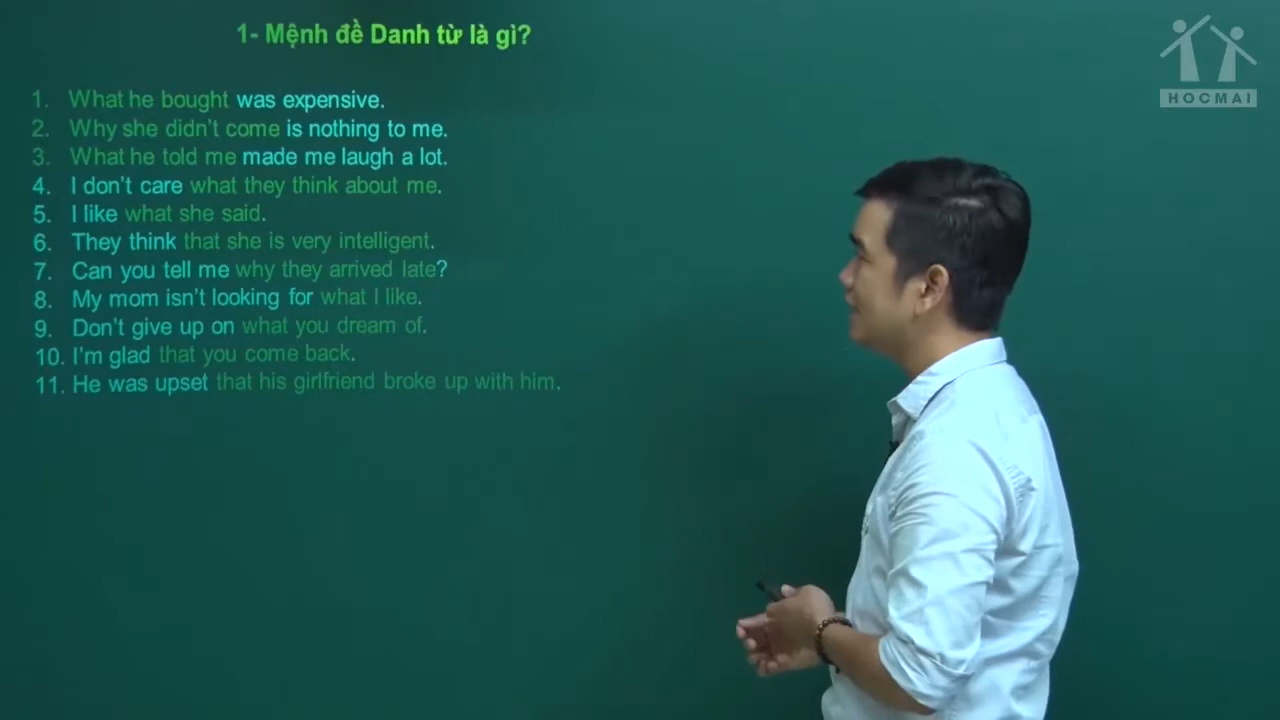 1- Mệnh đề Danh từ là gì?
HOCMAI
1. What he bought was expensive.
2. Why she didn't come is nothing to me.
3. What he told me made me laugh a lot.
4. I don't care what they think about me.
5. I like what she said.
6. They think that she is very intelligent.
7. Can you tell me why they arrived late?
8. My mom isn't looking for what I like.
9. Don't give up on what you dream of.
10. I'm glad that you come back.
11. He was upset that his girlfriend broke up with him.